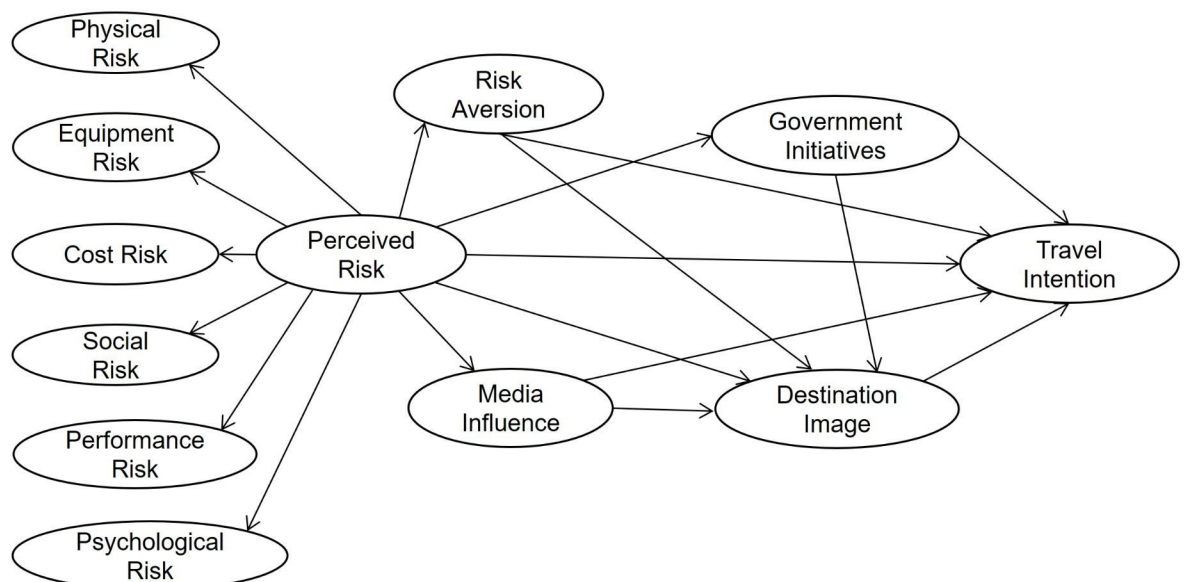 Physical
Risk
Equipment
Risk
Cost Risk
Social
Risk
Performance
Risk
Psychological
Risk
Perceived
Risk
Risk
Aversion
Media
Influence
Government
Initiatives
Destination
Image
Travel
Intention